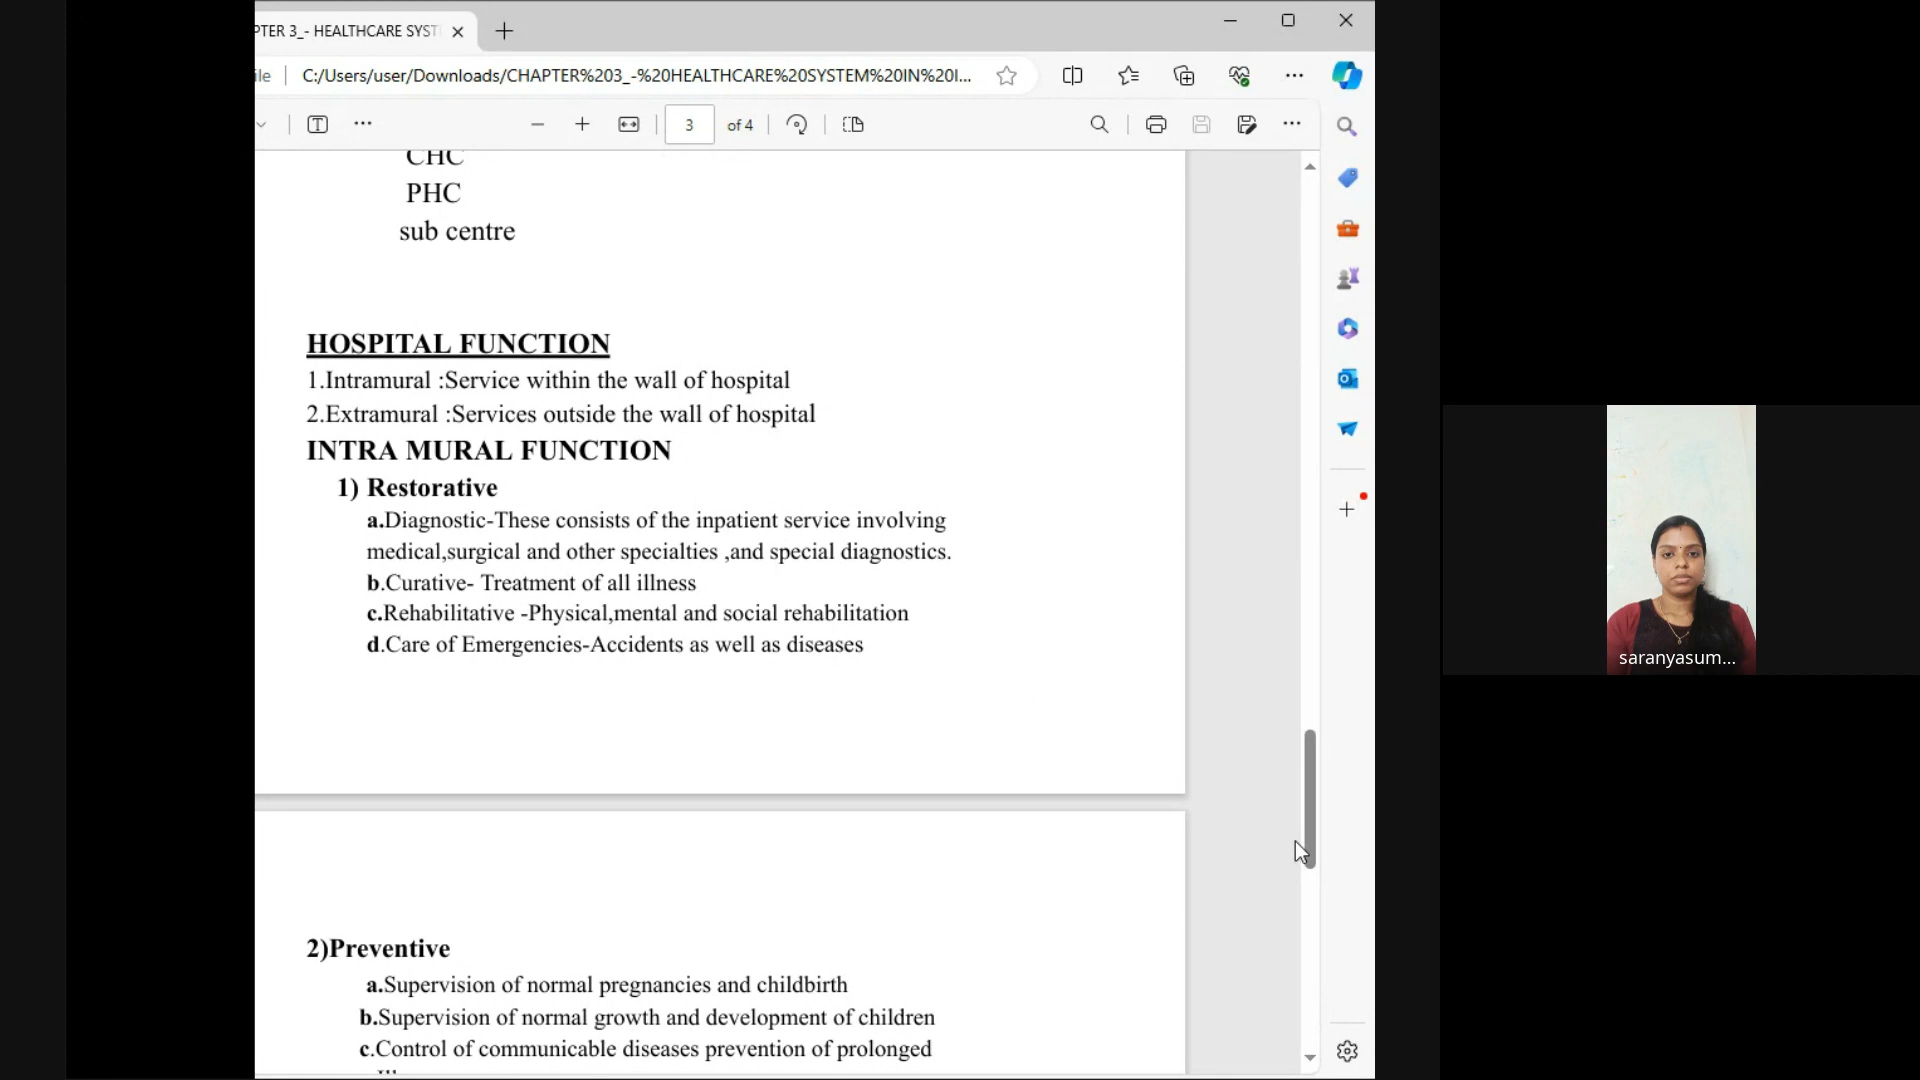 PTER 3_- HEALTHCARE SYST
ile
C:/Users/user/Downloads/CHAPTER%203_-%20HEALTHCARE%20SYSTEM%20IN%20I...
3 of 4
CHC
PHC
sub centre
HOSPITAL FUNCTION
1.Intramural :Service within the wall of hospital
2.Extramural :Services outside the wall of hospital
INTRA MURAL FUNCTION
1) Restorative
a.Diagnostic-These consists of the inpatient service involving
medical,surgical and other specialties ,and special diagnostics.
b.Curative- Treatment of all illness
c.Rehabilitative -Physical,mental and social rehabilitation
d.Care of Emergencies-Accidents as well as diseases
2)Preventive
a.Supervision of normal pregnancies and childbirth
b.Supervision of normal growth and development of children
c.Control of communicable diseases prevention of prolonged
saranyasum...